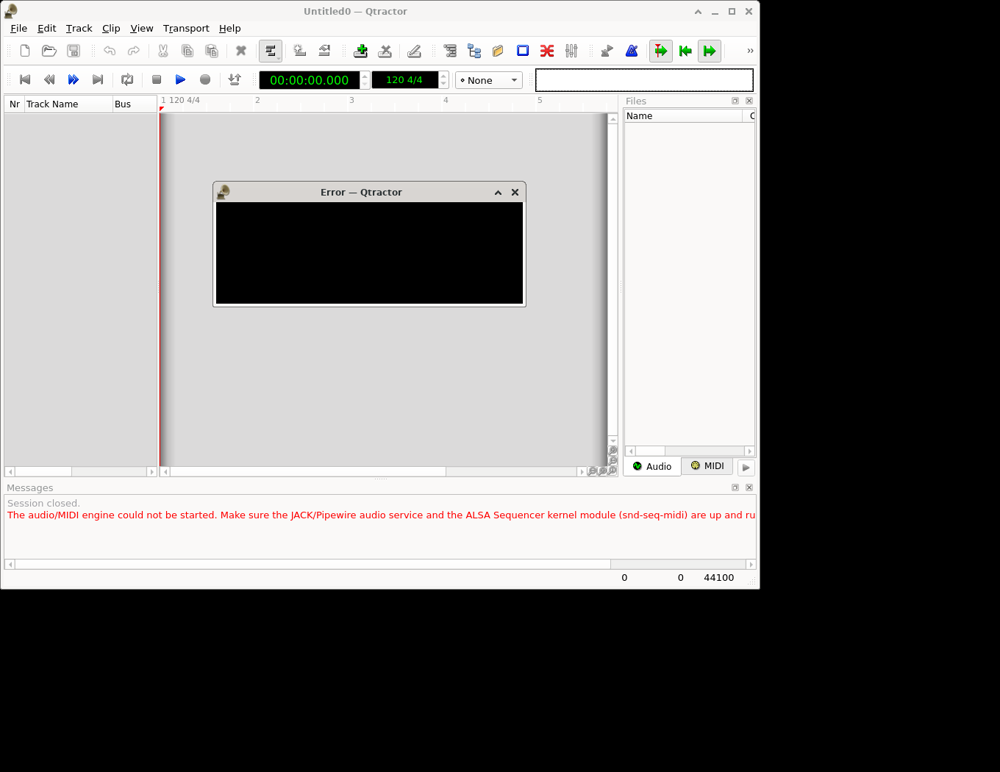 Untitled0 — Qtractor
File Edit Track Clip View Transport Help
00:00:00.000 120 4/4 None
Nr Track Name Bus
1 120 4/4 2 3 4 5
Files
Name C
Error — Qtractor
Audio MIDI
Messages
Session closed.
The audio/MIDI engine could not be started. Make sure the JACK/Pipewire audio service and the ALSA Sequencer kernel module (snd-seq-midi) are up and ru
0 0 44100